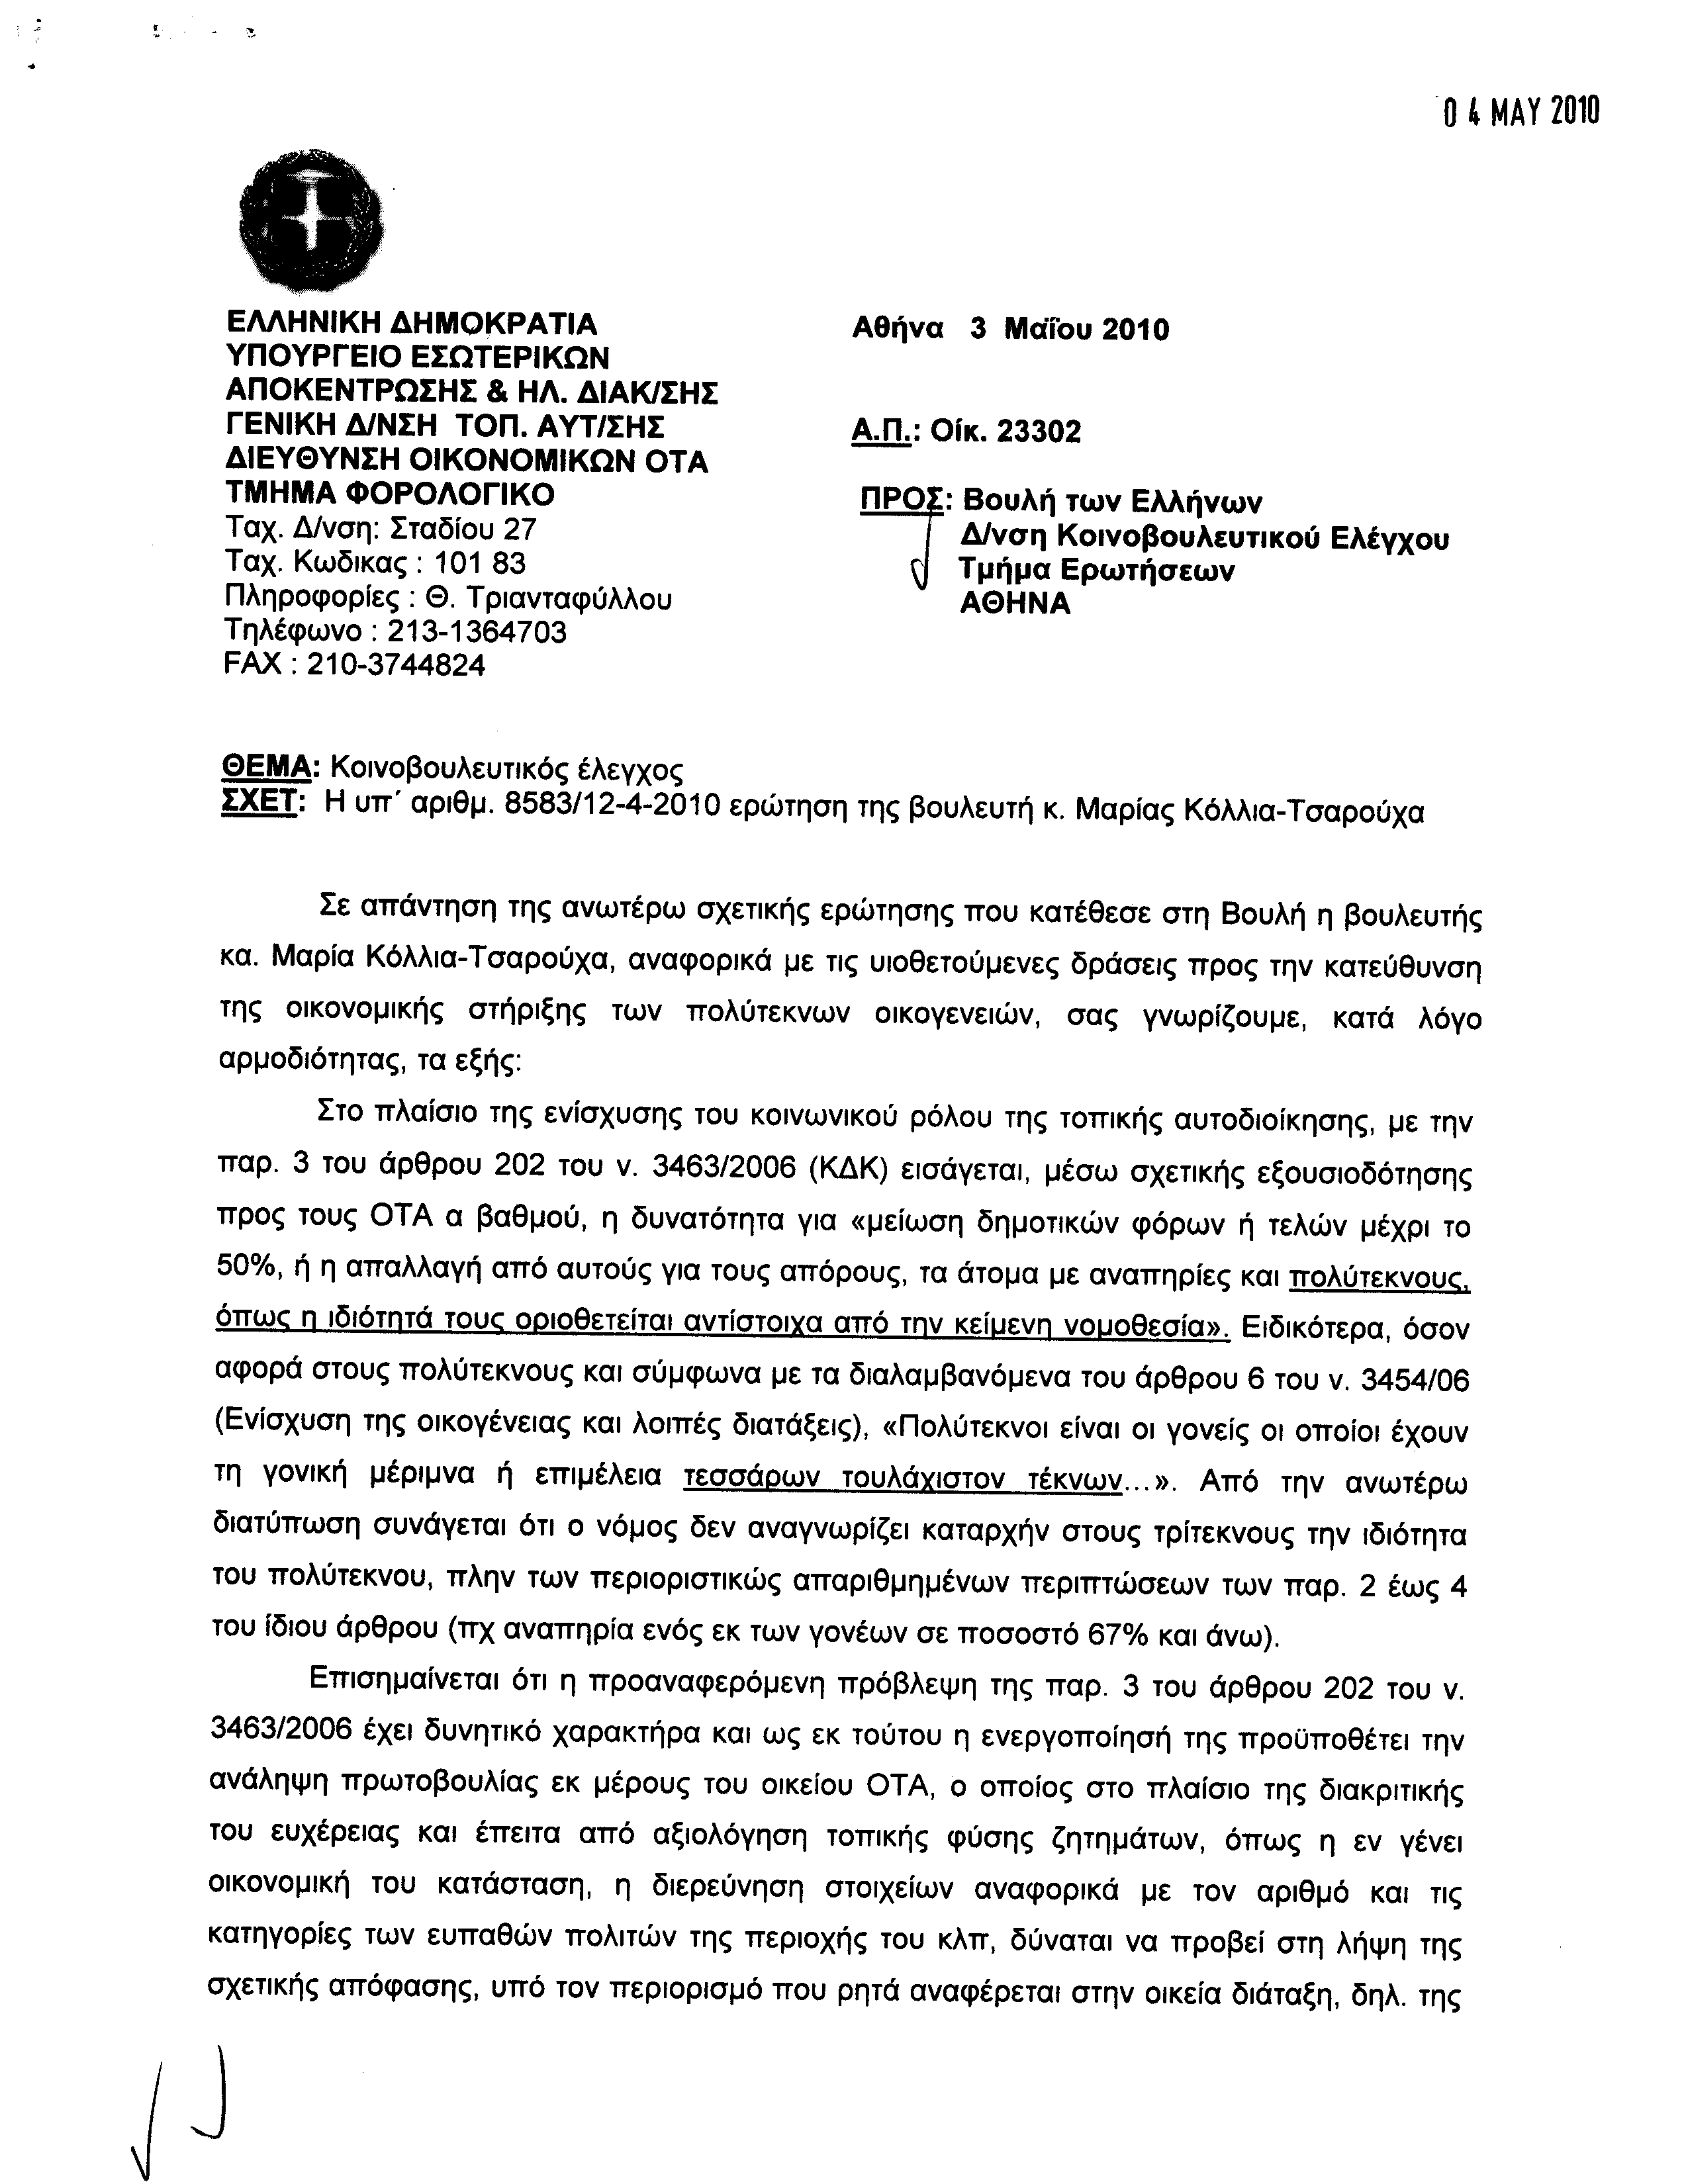 04 MAY 2010
ΕΛΛΗΝΙΚΗ ΔΗΜΟΚΡΑΤΙΑ
ΥΠΟΥΡΓΕΙΟ ΕΣΩΤΕΡΙΚΩΝ
ΑΠΟΚΕΝΤΡΩΣΗΣ & ΗΛ. ΔΙΑΚ/ΣΗΣ
ΓΕΝΙΚΗ Δ/ΝΣΗ ΤΟΠ. ΑΥΤ/ΣΗΣ
ΔΙΕΥΘΥΝΣΗ ΟΙΚΟΝΟΜΙΚΩΝ ΟΤΑ
ΤΜΗΜΑ ΦΟΡΟΛΟΓΙΚΟ
Ταχ. Δ/νση: Σταδίου 27
Ταχ. Κωδικας : 101 83
Πληροφορίες : Θ. Τριανταφύλλου
Τηλέφωνο : 213-1364703
FAX : 210-3744824
Αθήνα 3 Μαΐου 2010
Α.Π.: Οίκ. 23302
ΠΡΟΣ: Βουλή των Ελλήνων
Δ/νση Κοινοβουλευτικού Ελέγχου
Τμήμα Ερωτήσεων
ΑΘΗΝΑ
ΘΕΜΑ: Κοινοβουλευτικός έλεγχος
ΣΧΕΤ: Η υπ΄ αριθμ. 8583/12-4-2010 ερώτηση της βουλευτή κ. Μαρίας Κόλλια-Τσαρούχα
Σε απάντηση της ανωτέρω σχετικής ερώτησης που κατέθεσε στη Βουλή η βουλευτής
κα. Μαρία Κόλλια-Τσαρούχα, αναφορικά με τις υιοθετούμενες δράσεις προς την κατεύθυνση
της οικονομικής στήριξης των πολύτεκνων οικογενειών, σας γνωρίζουμε, κατά λόγο
αρμοδιότητας, τα εξής:
Στο πλαίσιο της ενίσχυσης του κοινωνικού ρόλου της τοπικής αυτοδιοίκησης, με την
παρ. 3 του άρθρου 202 του ν. 3463/2006 (ΚΔΚ) εισάγεται, μέσω σχετικής εξουσιοδότησης
προς τους ΟΤΑ α βαθμού, η δυνατότητα για «μείωση δημοτικών φόρων ή τελών μέχρι το
50%, ή η απαλλαγή από αυτούς για τους απόρους, τα άτομα με αναπηρίες και πολύτεκνους,
όπως η ιδιότητά τους οριοθετείται αντίστοιχα από την κείμενη νομοθεσία». Ειδικότερα, όσον
αφορά στους πολύτεκνους και σύμφωνα με τα διαλαμβανόμενα του άρθρου 6 του ν. 3454/06
(Ενίσχυση της οικογένειας και λοιπές διατάξεις), «Πολύτεκνοι είναι οι γονείς οι οποίοι έχουν
τη γονική μέριμνα ή επιμέλεια τεσσάρων τουλάχιστον τέκνων...». Από την ανωτέρω
διατύπωση συνάγεται ότι ο νόμος δεν αναγνωρίζει καταρχήν στους τρίτεκνους την ιδιότητα
του πολύτεκνου, πλην των περιοριστικώς απαριθμημένων περιπτώσεων των παρ. 2 έως 4
του ίδιου άρθρου (πχ αναπηρία ενός εκ των γονέων σε ποσοστό 67% και άνω).
Επισημαίνεται ότι η προαναφερόμενη πρόβλεψη της παρ. 3 του άρθρου 202 του ν.
3463/2006 έχει δυνητικό χαρακτήρα και ως εκ τούτου η ενεργοποίησή της προϋποθέτει την
ανάληψη πρωτοβουλίας εκ μέρους του οικείου ΟΤΑ, ο οποίος στο πλαίσιο της διακριτικής
του ευχέρειας και έπειτα από αξιολόγηση τοπικής φύσης ζητημάτων, όπως η εν γένει
οικονομική του κατάσταση, η διερεύνηση στοιχείων αναφορικά με τον αριθμό και τις
κατηγορίες των ευπαθών πολιτών της περιοχής του κλπ, δύναται να προβεί στη λήψη της
σχετικής απόφασης, υπό τον περιορισμό που ρητά αναφέρεται στην οικεία διάταξη, δηλ. της